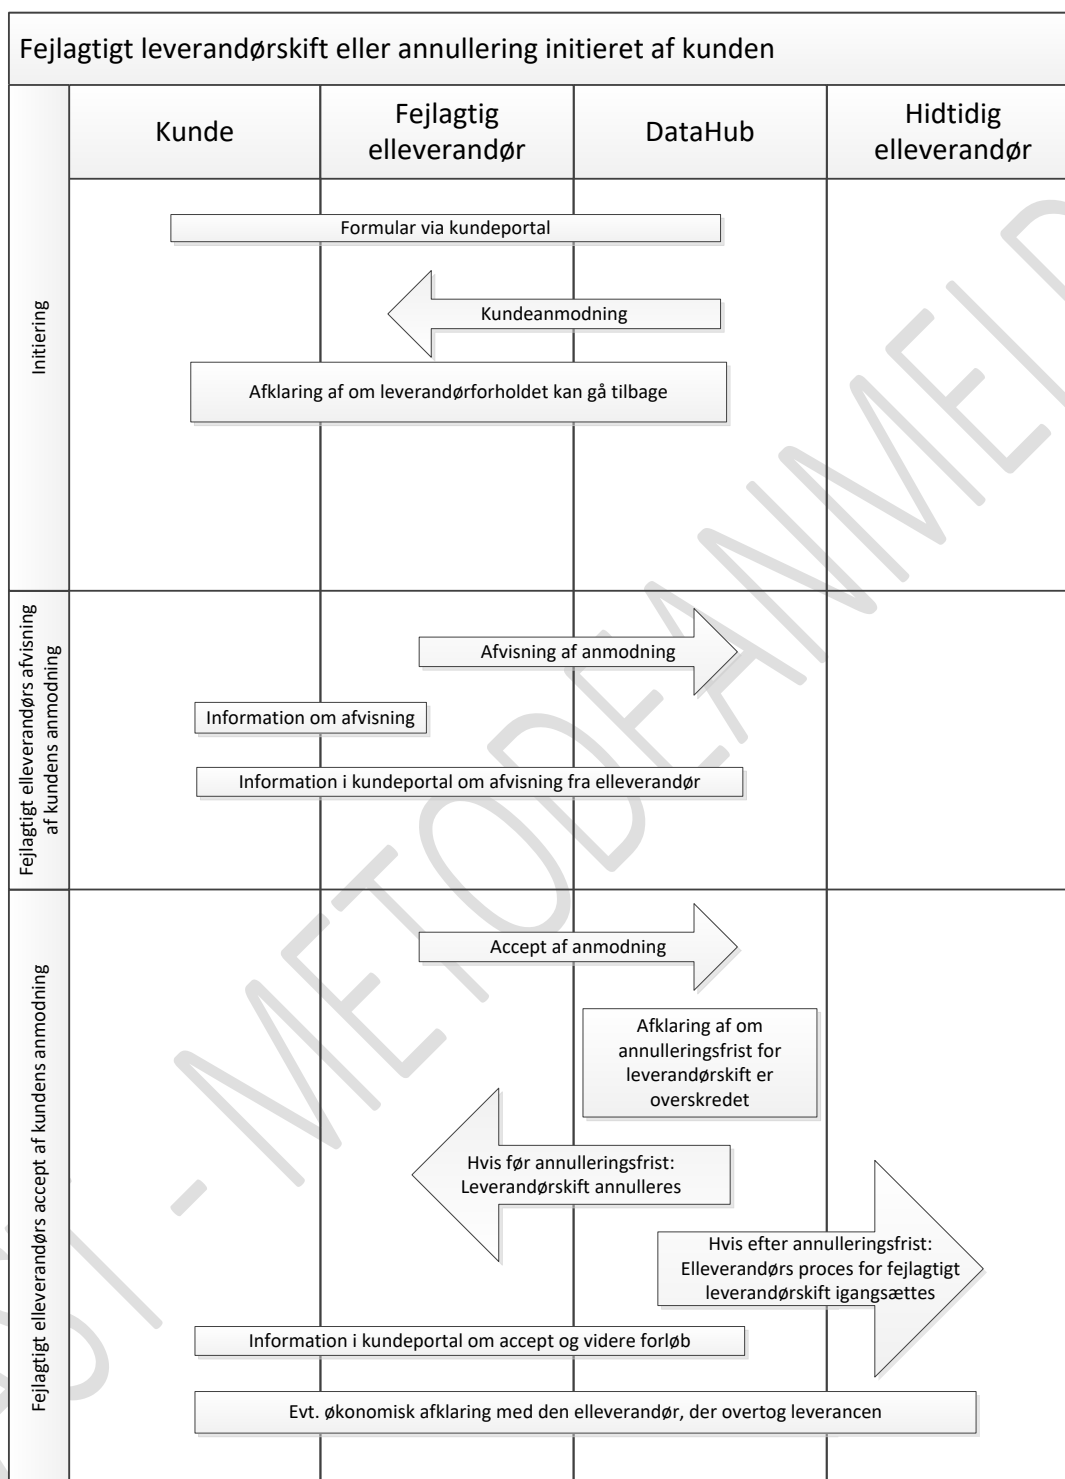 Fejlagtigt leverandørskift eller annullering initieret af kunden
Kunde
Fejlagtig
elleverandør
DataHub
Hidtidig
elleverandør
Initiering
Formular via kundeportal
Kundeanmodning
Afklaring af om leverandørforholdet kan gå tilbage
Fejlagtigt elleverandørs afvisning
af kundens anmodning
Afvisning af anmodning
Information om afvisning
Information i kundeportal om afvisning fra elleverandør
Fejlagtigt elleverandørs accept af kundens anmodning
Accept af anmodning
Afklaring af om
annulleringsfrist for
leverandørskift er
overskredet
Hvis før annulleringsfrist:
Leverandørskift annulleres
Hvis efter annulleringsfrist:
Elleverandørs proces for fejlagtigt
leverandørskift igangsættes
Information i kundeportal om accept og videre forløb
Evt. økonomisk afklaring med den elleverandør, der overtog leverancen